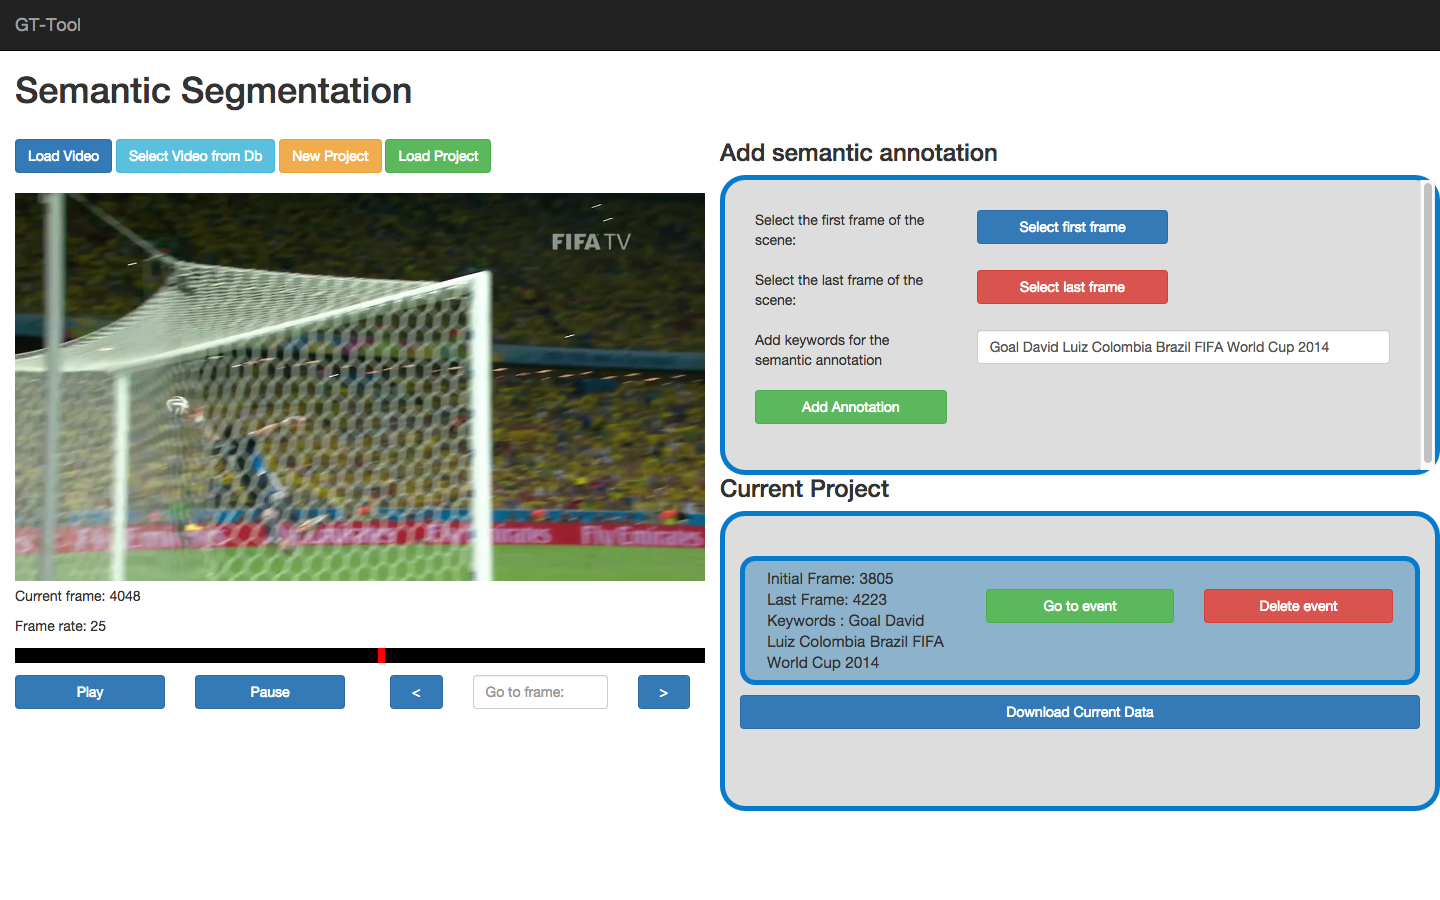 GT-Tool
Semantic Segmentation
Load Video
Select Video from Db
New Project
Load Project
FIFA TV
Fly Emirates
Fly Emirates
Current frame: 4048
Frame rate: 25
Play
Pause
<
Go to frame:
>
Add semantic annotation
Select the first frame of the
scene:
Select first frame
Select the last frame of the
scene:
Select last frame
Add keywords for the
semantic annotation
Goal David Luiz Colombia Brazil FIFA World Cup 2014
Add Annotation
Current Project
Initial Frame: 3805
Last Frame: 4223
Keywords : Goal David
Luiz Colombia Brazil FIFA
World Cup 2014
Go to event
Delete event
Download Current Data